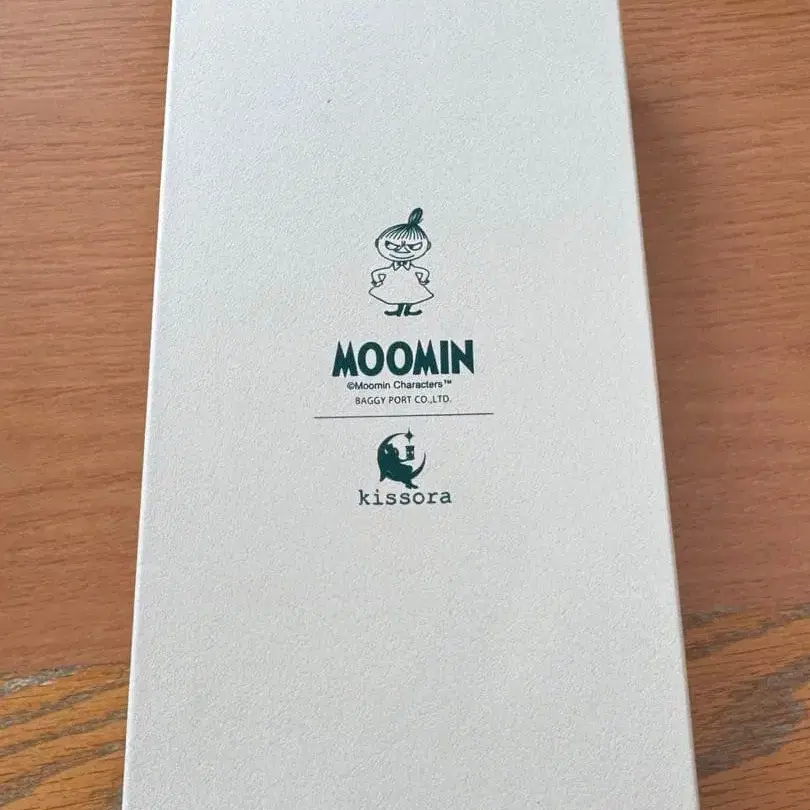 MOOMIN
©Moomin Characters™
BAGGY PORT CO.,LTD.
kissora